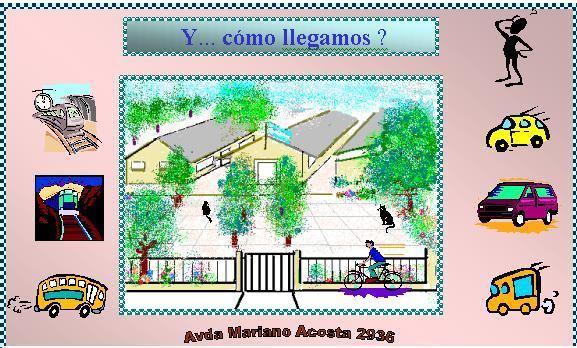 Y... cómo llegamos ?
Avda Mariano Acosta 2936